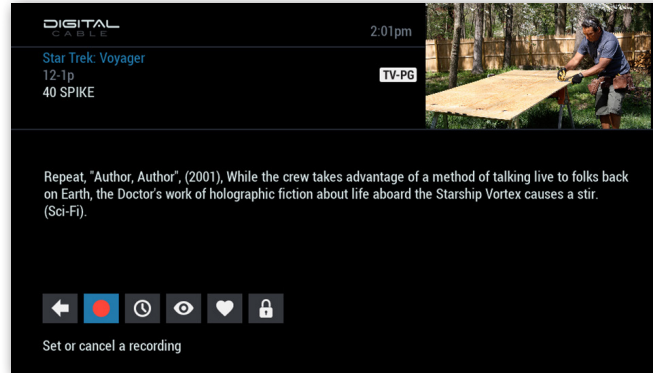 DIGITAL
CABLE
2:01pm
Star Trek: Voyager
12-1p
TV-PG
40 SPIKE
Repeat, "Author, Author", (2001), While the crew takes advantage of a method of talking live to folks back
on Earth, the Doctor's work of holographic fiction about life aboard the Starship Vortex causes a stir.
(Sci-Fi).
Set or cancel a recording